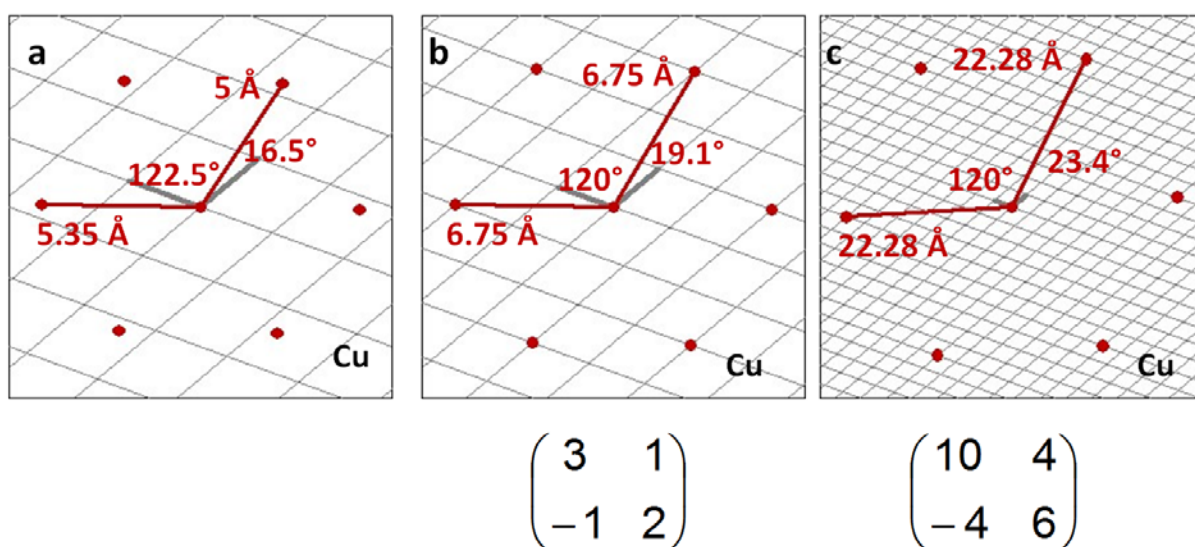 a
5 Å
16.5°
122.5°
5.35 Å
Cu
b
6.75 Å
19.1°
120°
6.75 Å
Cu
c
22.28 Å
23.4°
120°
22.28 Å
Cu
3 1
-1 2
10 4
-4 6